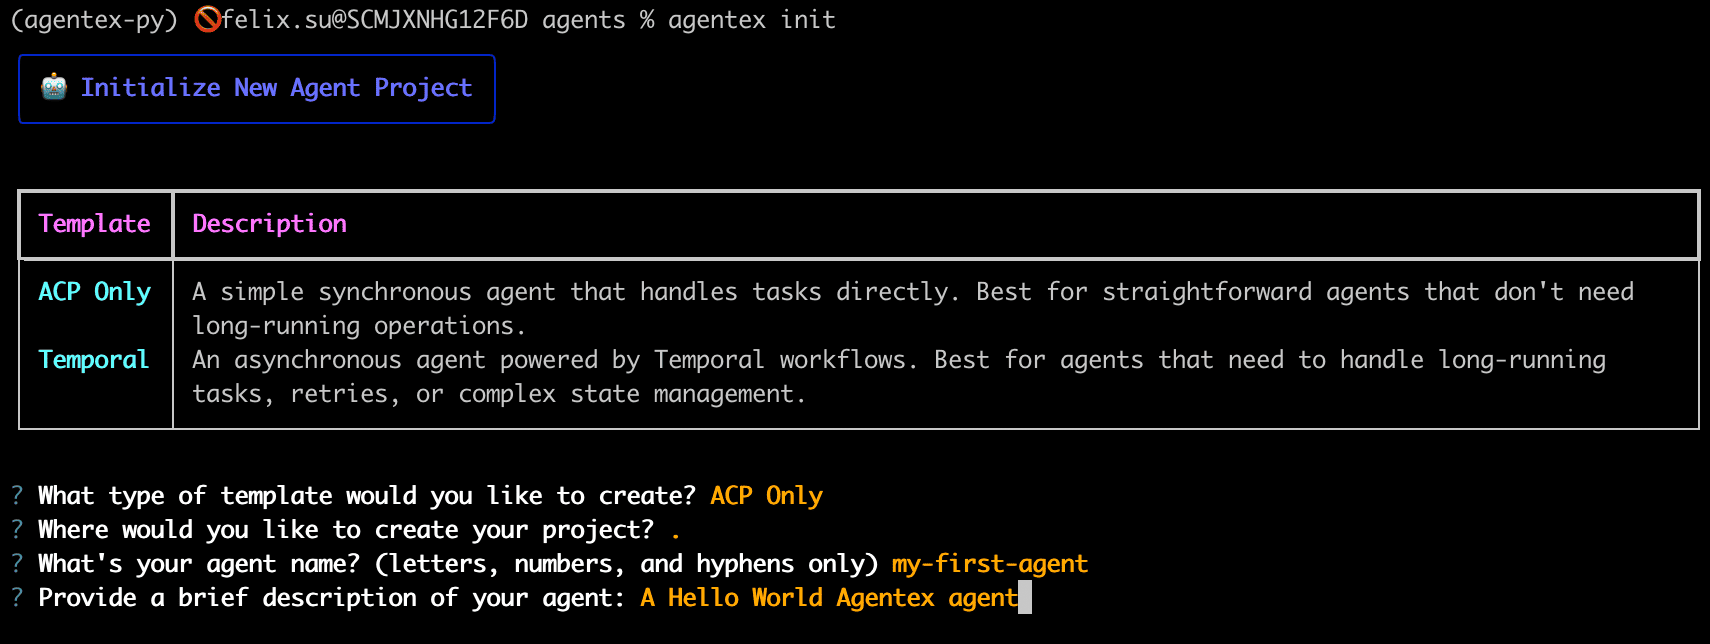 (agentex-py) 🚫felix.su@SCMJXNHG12F6D agents % agentex init
🤖 Initialize New Agent Project
Template Description
ACP Only A simple synchronous agent that handles tasks directly. Best for straightforward agents that don't need
long-running operations.
Temporal An asynchronous agent powered by Temporal workflows. Best for agents that need to handle long-running
tasks, retries, or complex state management.
? What type of template would you like to create? ACP Only
? Where would you like to create your project? .
? What's your agent name? (letters, numbers, and hyphens only) my-first-agent
? Provide a brief description of your agent: A Hello World Agentex agent